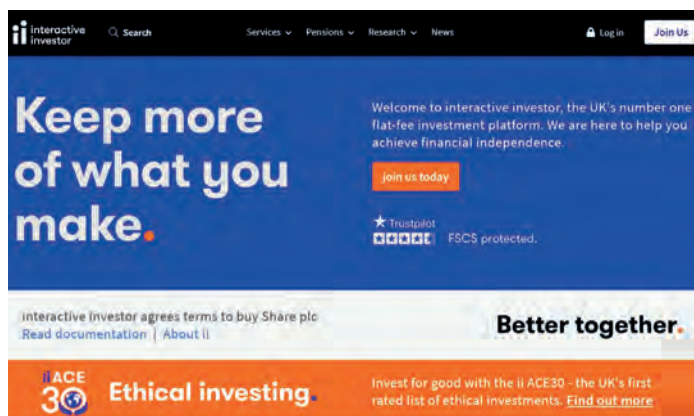 interactive investor
Search
Services
Pensions
Research
News
Log in
Join Us
Keep more
of what you
make.
Welcome to interactive investor, the UK's number one
flat-fee investment platform. We are here to help you
achieve financial independence.
join us today
Trustpilot
FSCS protected.
interactive investor agrees terms to buy Share plc
Read documentation | About ii
Better together.
ii ACE
30
Ethical investing.
Invest for good with the ii ACE30 - the UK's first
rated list of ethical investments. Find out more